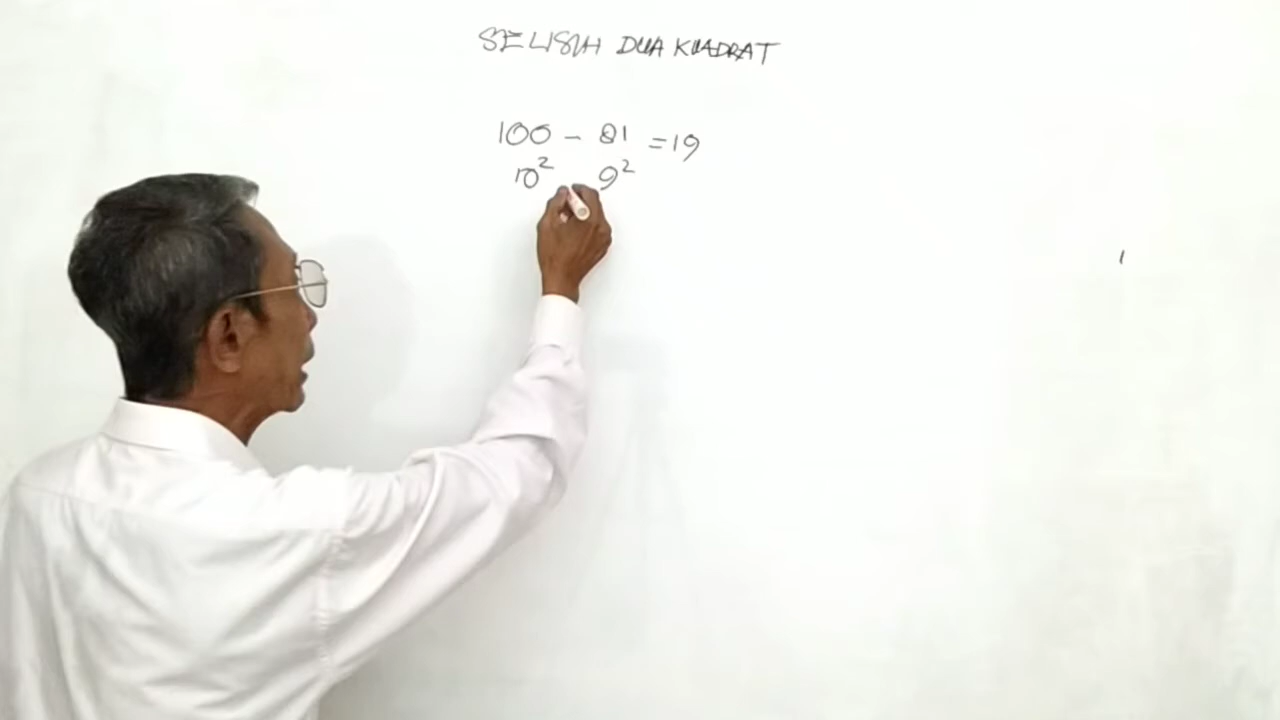 SELISIH DUA KUADRAT
100 - 81 = 19
10² 9²